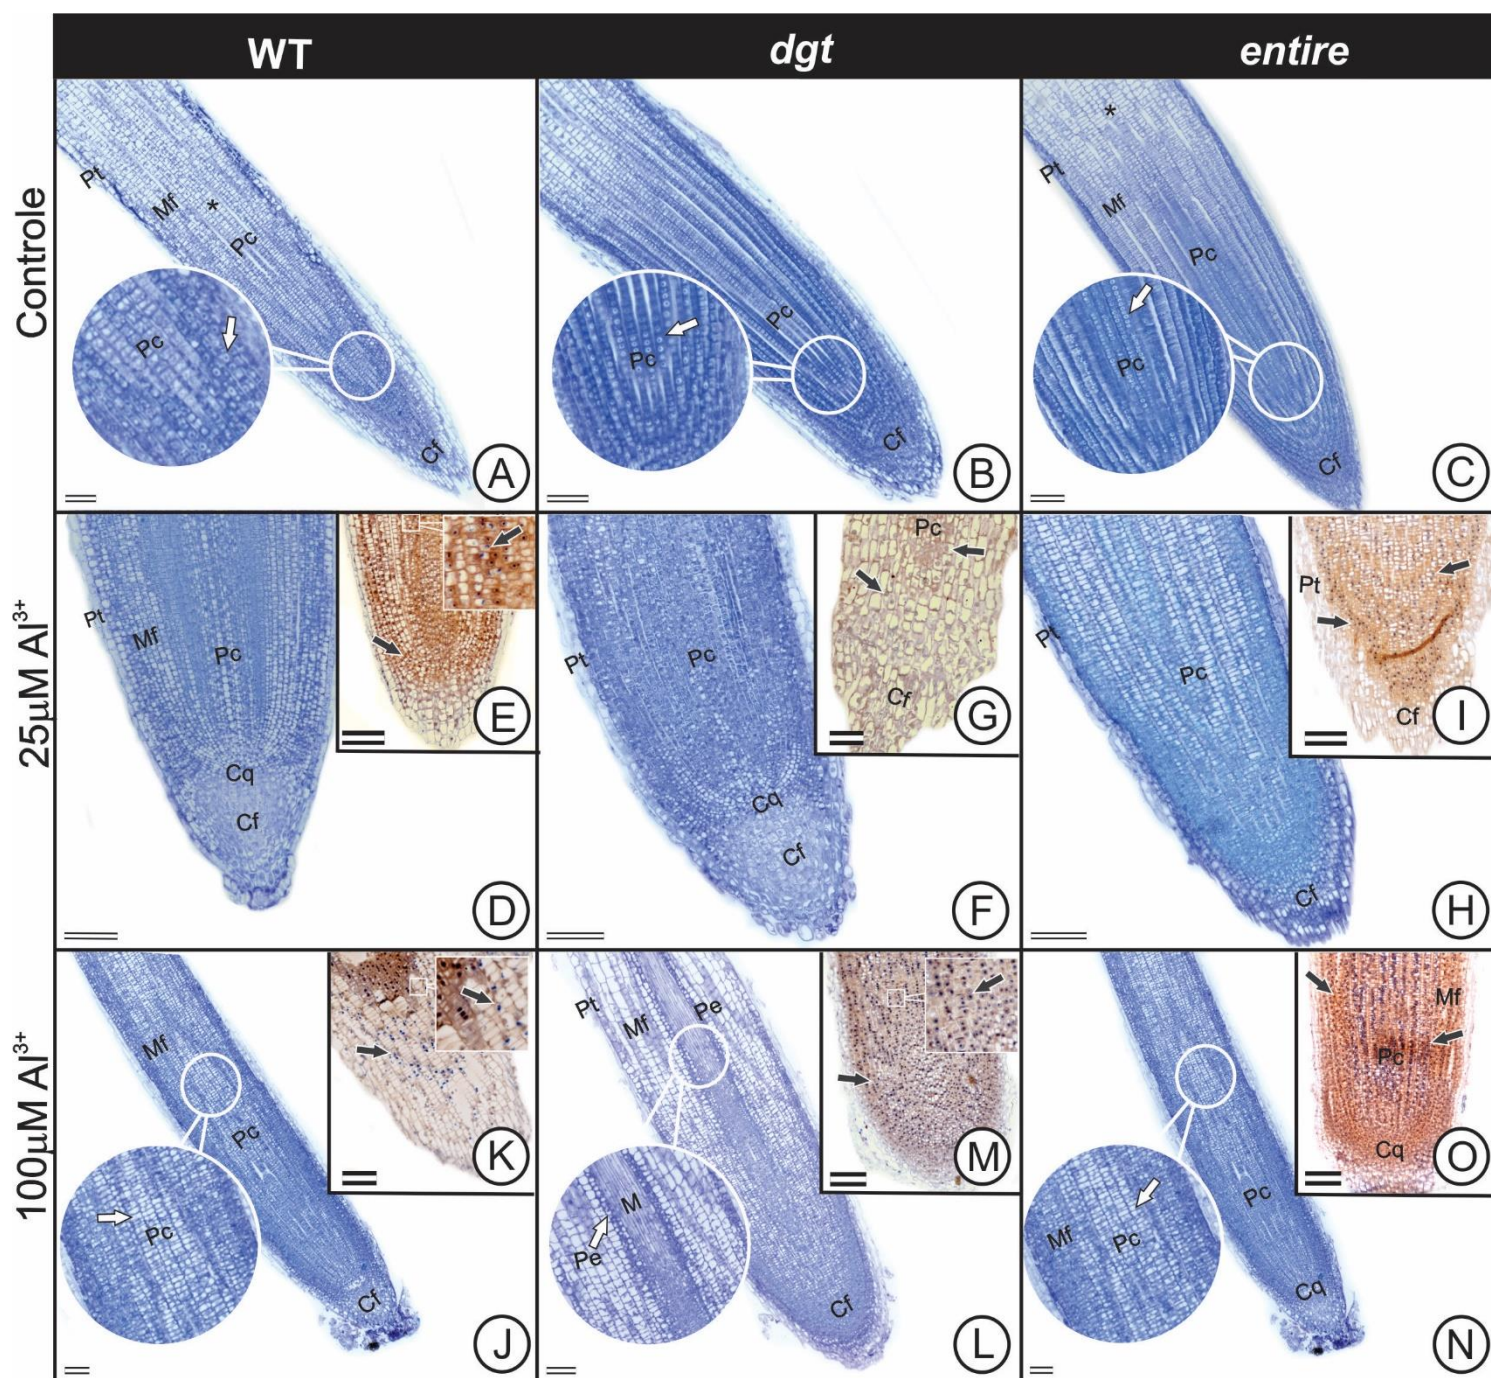 WT dgt entire
Controle
Pt Mf * Pc Pc Cf A
Pc Pc Cf B
* Pt Mf Pc Pc Cf C
25µM Al³⁺
Pt Mf Pc Cq Cf D
E
Pt Pc Cq Cf F
Pc Cf G
Pt Pc Cf H
Pt Cf I
100µM Al³⁺
Mf Pc Pc Cf J
K
Pt Mf Pe M Pe Cf L
M
Mf Pc Pc Mf Cq N
Mf Pc Cq O